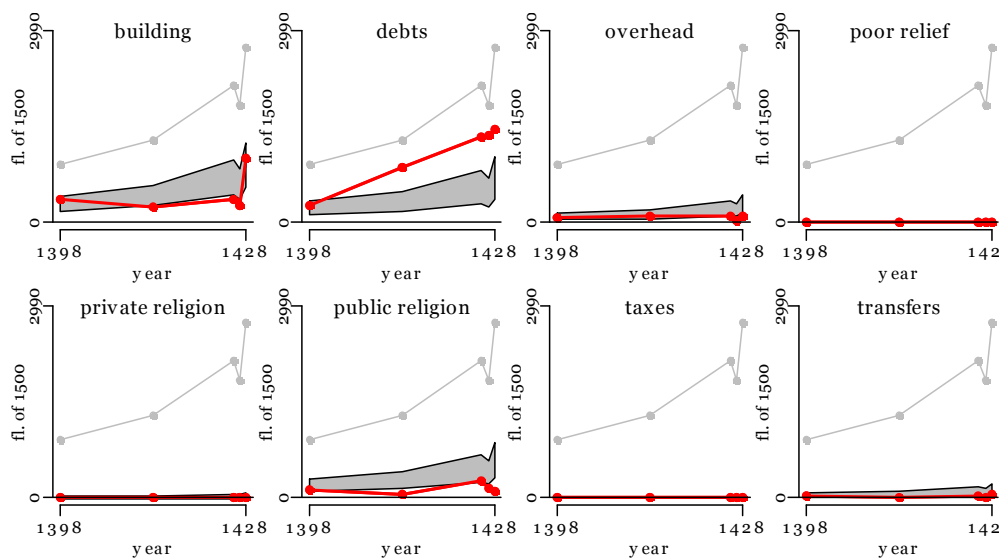 building
2990
fl. of 1500
0
1398
1428
year
debts
2990
fl. of 1500
0
1398
1428
year
overhead
2990
fl. of 1500
0
1398
1428
year
poor relief
2990
fl. of 1500
0
1398
142
year
private religion
2990
fl. of 1500
0
1398
1428
year
public religion
2990
fl. of 1500
0
1398
1428
year
taxes
2990
fl. of 1500
0
1398
1428
year
transfers
2990
fl. of 1500
0
1398
142
year